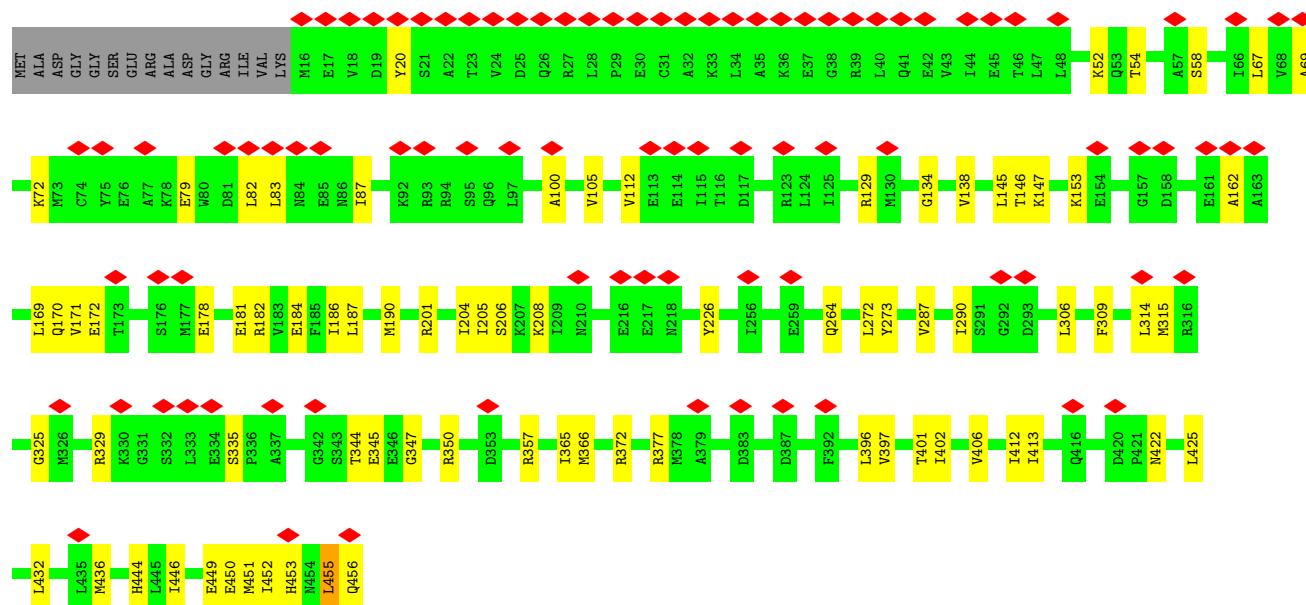 MET ALA ASP GLY GLY SER GLU ARG ALA ASP GLY ARG ILE VAL LYS M16 E17 V18 D19 Y20 S21 A22 T23 V24 D25 Q26 R27 L28 P29 E30 C31 A32 K33 L34 A35 K36 E37 G38 R39 L40 Q41 E42 V43 I44 E45 T46 L47 L48 K52 Q53 T54 A57 S58 I66 L67 V68 A69
K72 M73 C74 Y75 E76 A77 K78 E79 W80 D81 L82 L83 N84 E85 N86 I87 K92 R93 R94 S95 Q96 L97 A100 V105 V112 E113 E114 I115 T116 D117 R123 L124 I125 R129 M130 G134 V138 L145 T146 K147 K153 E154 G157 D158 E161 A162 A163
L169 Q170 V171 E172 T173 S176 M177 E178 E181 R182 V183 E184 F185 T186 L187 M190 R201 I204 I205 S206 K207 K208 I209 N210 E216 E217 N218 Y226 I256 E259 Q264 L272 Y273 V287 I290 S291 G292 D293 L306 F309 L314 M315 R316
G325 M326 R329 K330 G331 S332 L333 E334 S335 P336 A337 G342 S343 T344 E345 E346 G347 R350 D353 R357 I365 M366 R372 R377 M378 A379 D383 D387 F392 L396 V397 T401 I402 V406 I412 I413 Q416 D420 P421 N422 L425
L432 L435 M436 H444 L445 I446 E449 E450 M451 I452 H453 N454 L455 Q456